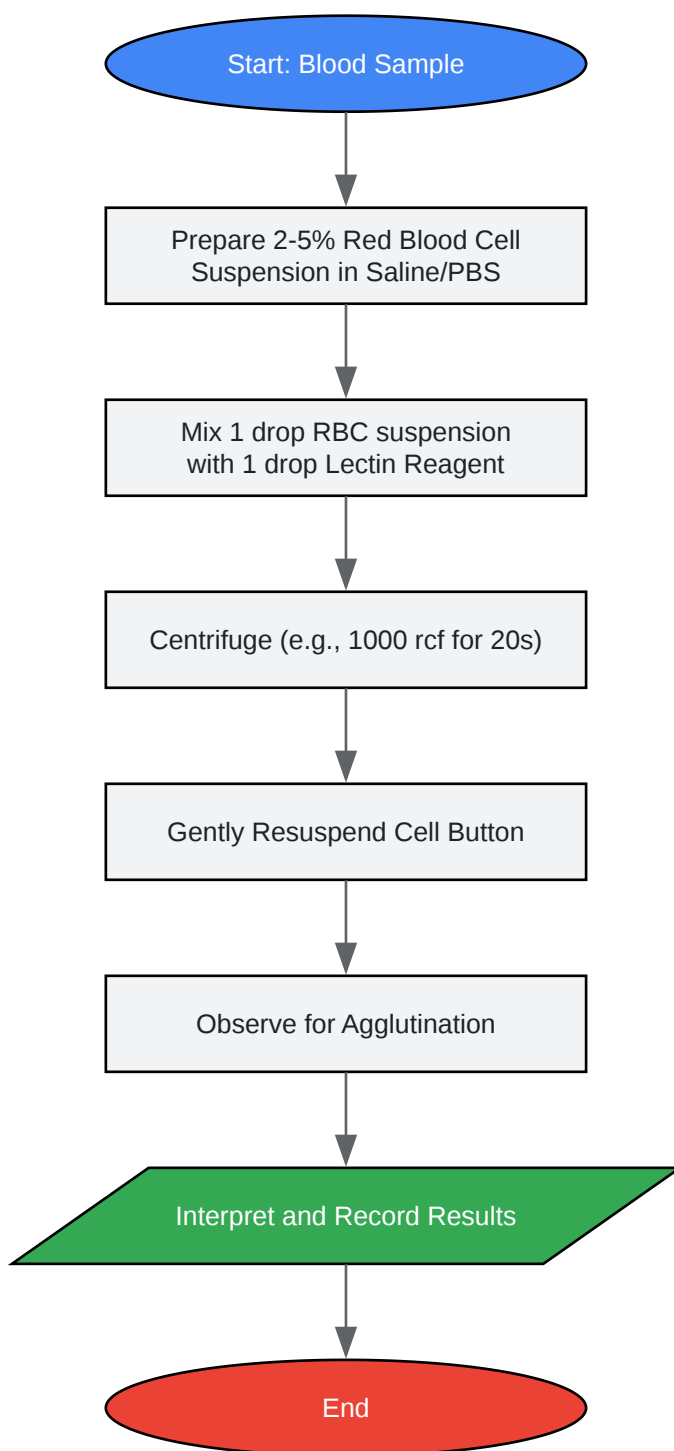 Start: Blood Sample
Prepare 2-5% Red Blood Cell
Suspension in Saline/PBS
Mix 1 drop RBC suspension
with 1 drop Lectin Reagent
Centrifuge (e.g., 1000 rcf for 20s)
Gently Resuspend Cell Button
Observe for Agglutination
Interpret and Record Results
End